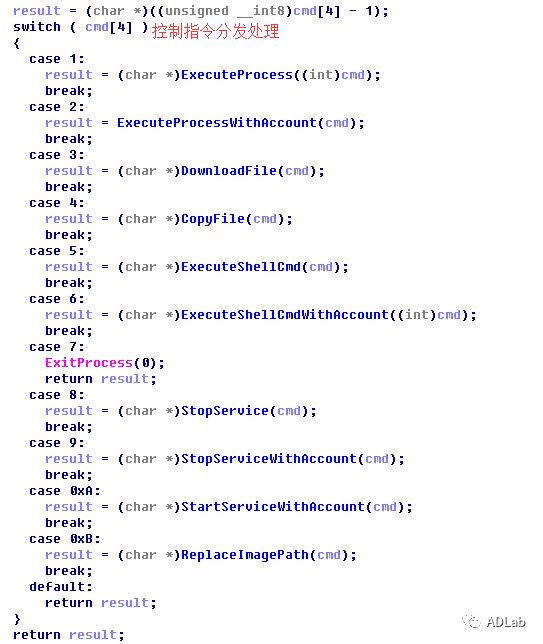 result = (char *)((unsigned __int8)cmd[4] - 1);
switch ( cmd[4] ) 控制指令分发处理
{
  case 1:
    result = (char *)ExecuteProcess((int)cmd);
    break;
  case 2:
    result = ExecuteProcessWithAccount(cmd);
    break;
  case 3:
    result = (char *)DownloadFile(cmd);
    break;
  case 4:
    result = (char *)CopyFile(cmd);
    break;
  case 5:
    result = (char *)ExecuteShellCmd(cmd);
    break;
  case 6:
    result = (char *)ExecuteShellCmdWithAccount((int)cmd);
    break;
  case 7:
    ExitProcess(0);
    return result;
  case 8:
    result = (char *)StopService(cmd);
    break;
  case 9:
    result = (char *)StopServiceWithAccount(cmd);
    break;
  case 0xA:
    result = (char *)StartServiceWithAccount(cmd);
    break;
  case 0xB:
    result = (char *)ReplaceImagePath(cmd);
    break;
  default:
    return result;
}
return result;
ADLab